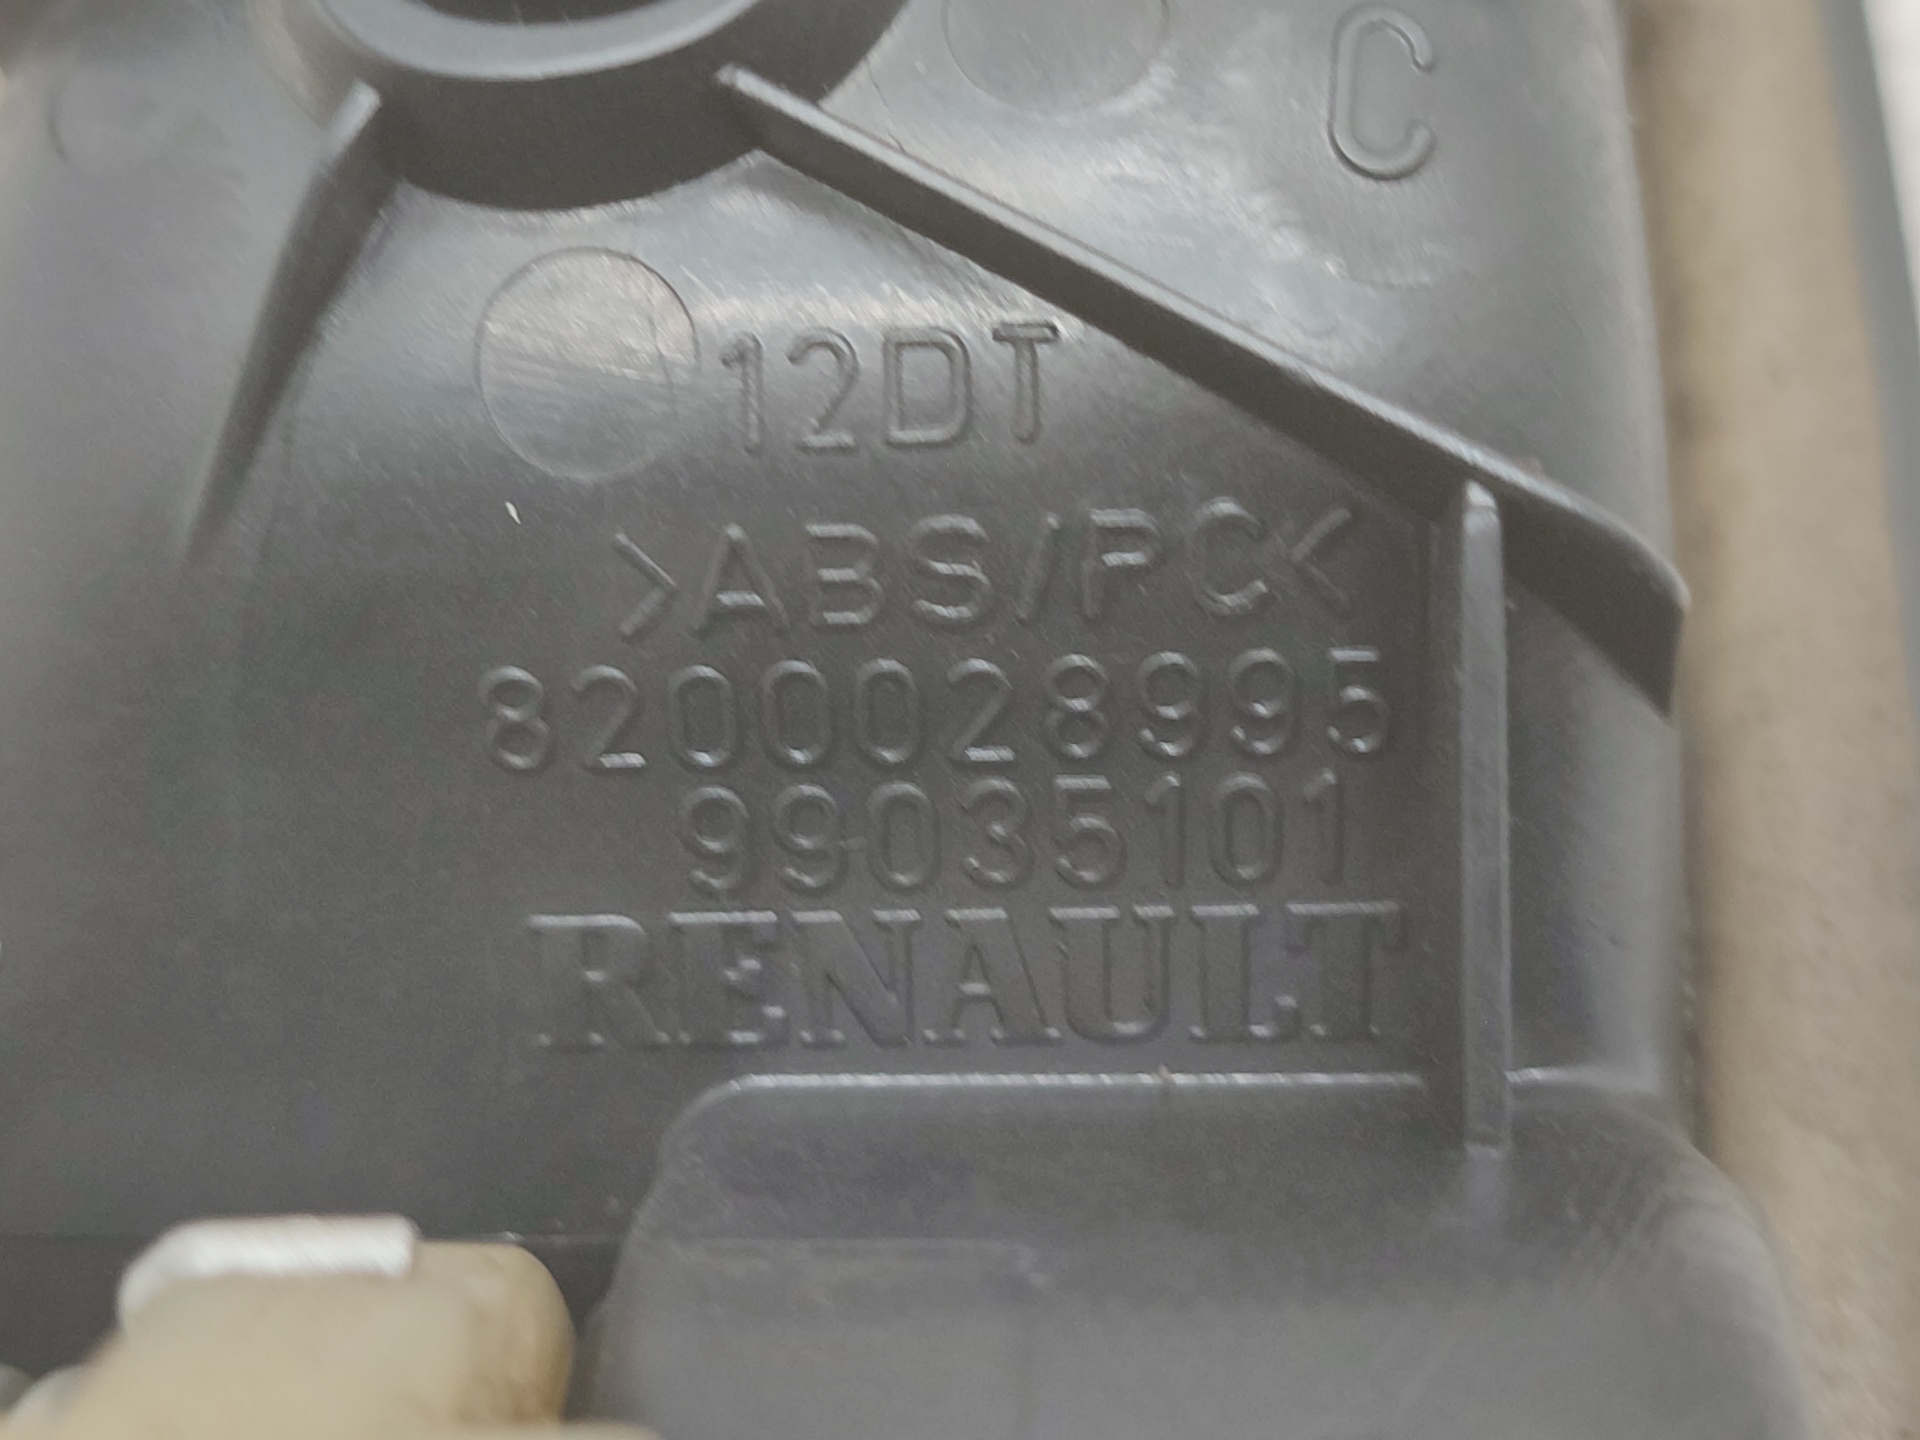 C
12DT
>ABS/PC<
8200028995
99035101
RENAULT